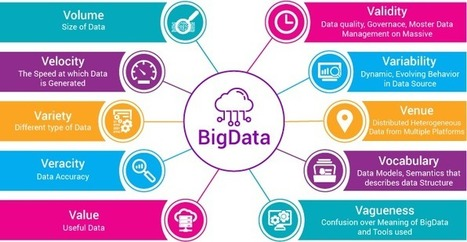 Volume
Size of Data
Velocity
The Speed at which Data
is Generated
Variety
Different type of Data
Veracity
Data Accuracy
Value
Useful Data
BigData
Validity
Data quality, Governace, Moster Data
Management on Massive
Variability
Dynamic, Evolving Behavior
in Data Source
Venue
Distributed Heterogeneous
Data from Multiple Platforms
Vocabulary
Data Models, Semantics that
describes data Structure
Vagueness
Confusion over Meaning of BigData
and Tools used